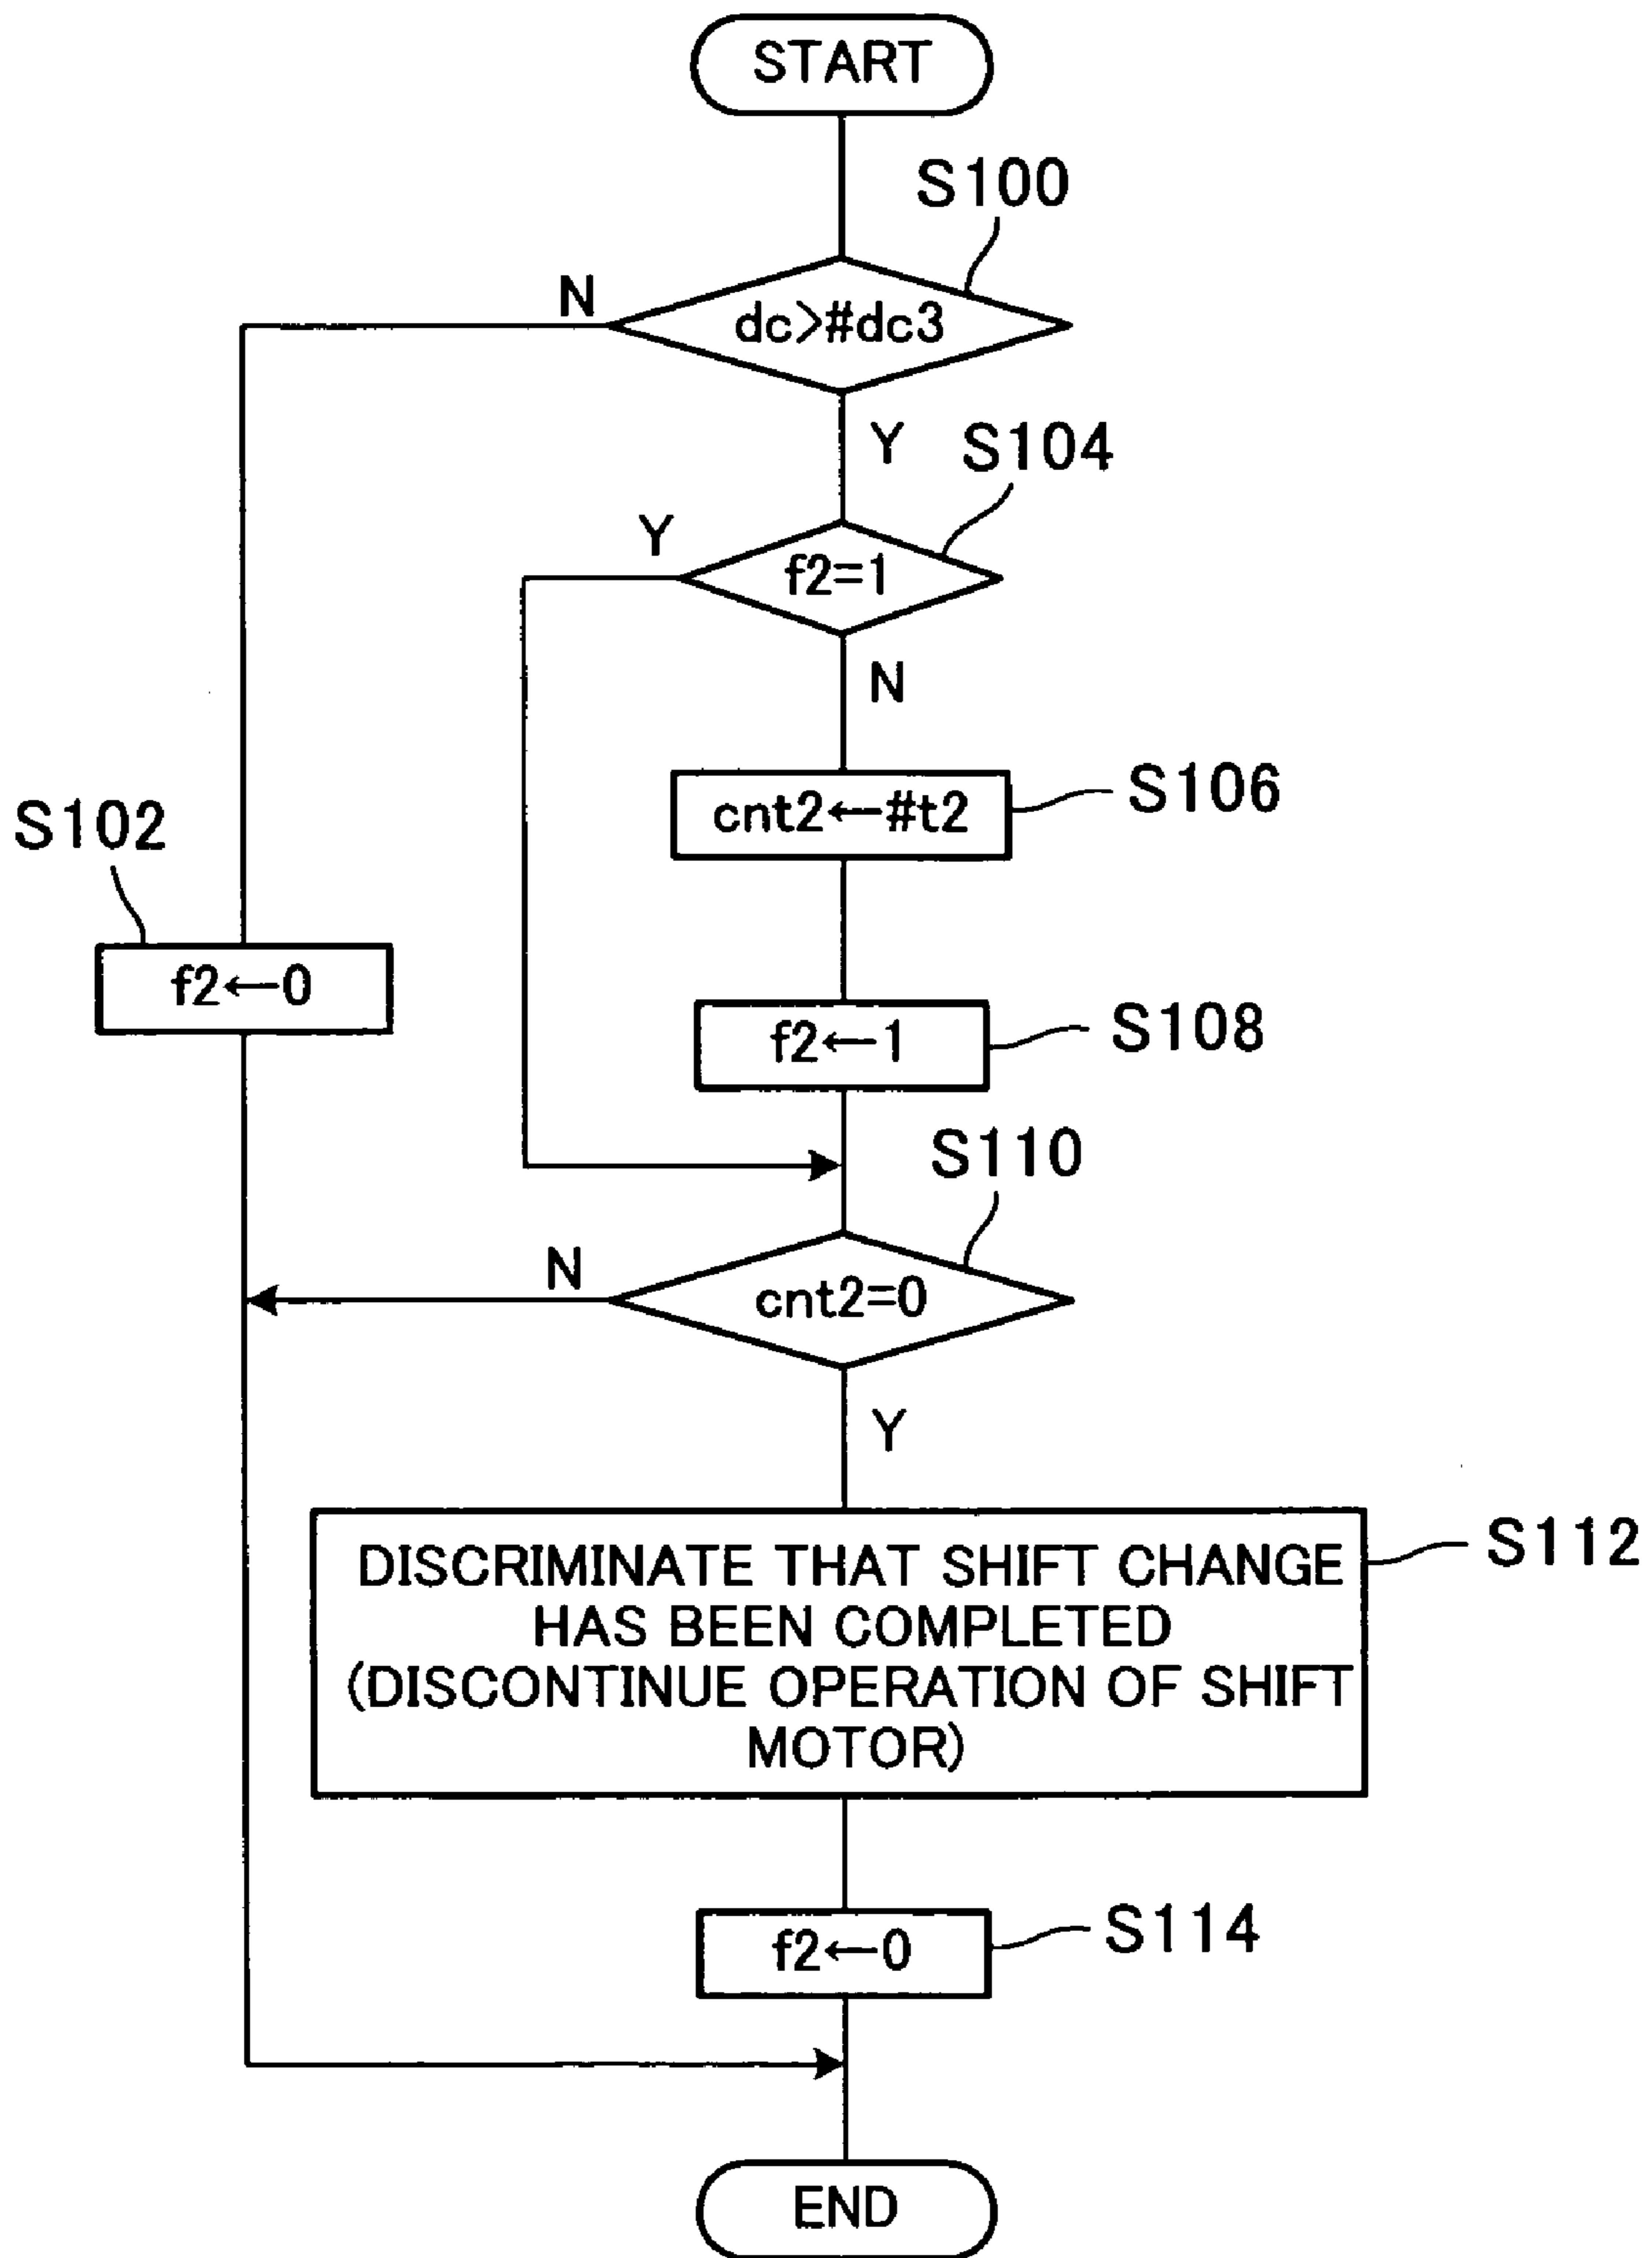 START
S100
N
dc>#dc3
Y
S104
Y
f2=1
N
S106
cnt2←#t2
S102
f2←0
S108
f2←1
S110
N
cnt2=0
Y
S112
DISCRIMINATE THAT SHIFT CHANGE
HAS BEEN COMPLETED
(DISCONTINUE OPERATION OF SHIFT
MOTOR)
S114
f2←0
END